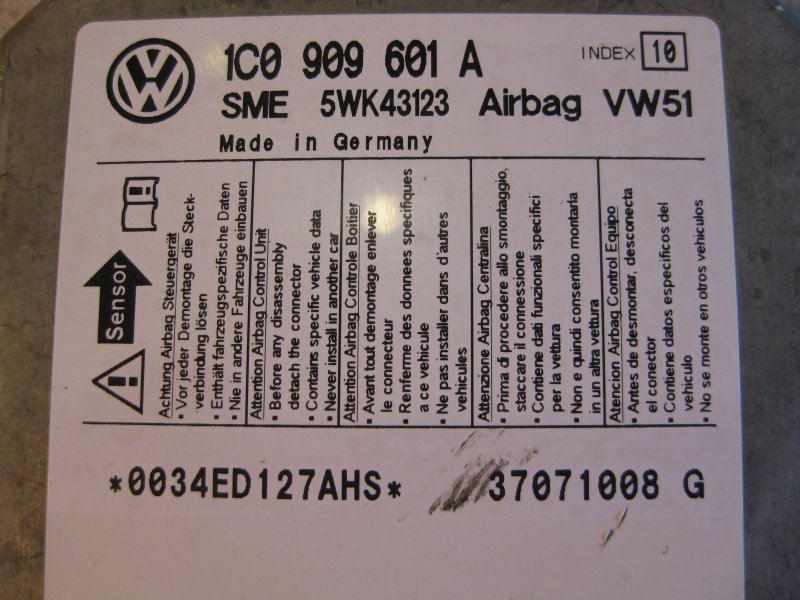 1C0 909 601 A INDEX 10
SME 5WK43123 Airbag VW51
Made in Germany
Sensor
Achtung Airbag Steuergerät
• Vor jeder Demontage die Steck-
verbindung lösen
• Enthält fahrzeugspezifische Daten
• Nie in andere Fahrzeuge einbauen
Attention Airbag Control Unit
• Before any disassembly
detach the connector
• Contains specific vehicle data
• Never install in another car
Attention Airbag Controle Boitier
• Avant tout demontage enlever
le connecteur
• Renferme des donnees specifiques
a ce vehicule
• Ne pas installer dans d'autres
vehicules
Attenzione Airbag Centralina
• Prima di procedere allo smontaggio,
staccare il connessione
• Contiene dati funzionali specifici
per la vettura
• Non e quindi consentito montarla
in un altra vettura
Atencion Airbag Control Equipo
• Antes de desmontar, desconecta
el conector
• Contiene datos especificos del
vehiculo
• No se monte en otros vehiculos
*0034ED127AHS* 37071008 G